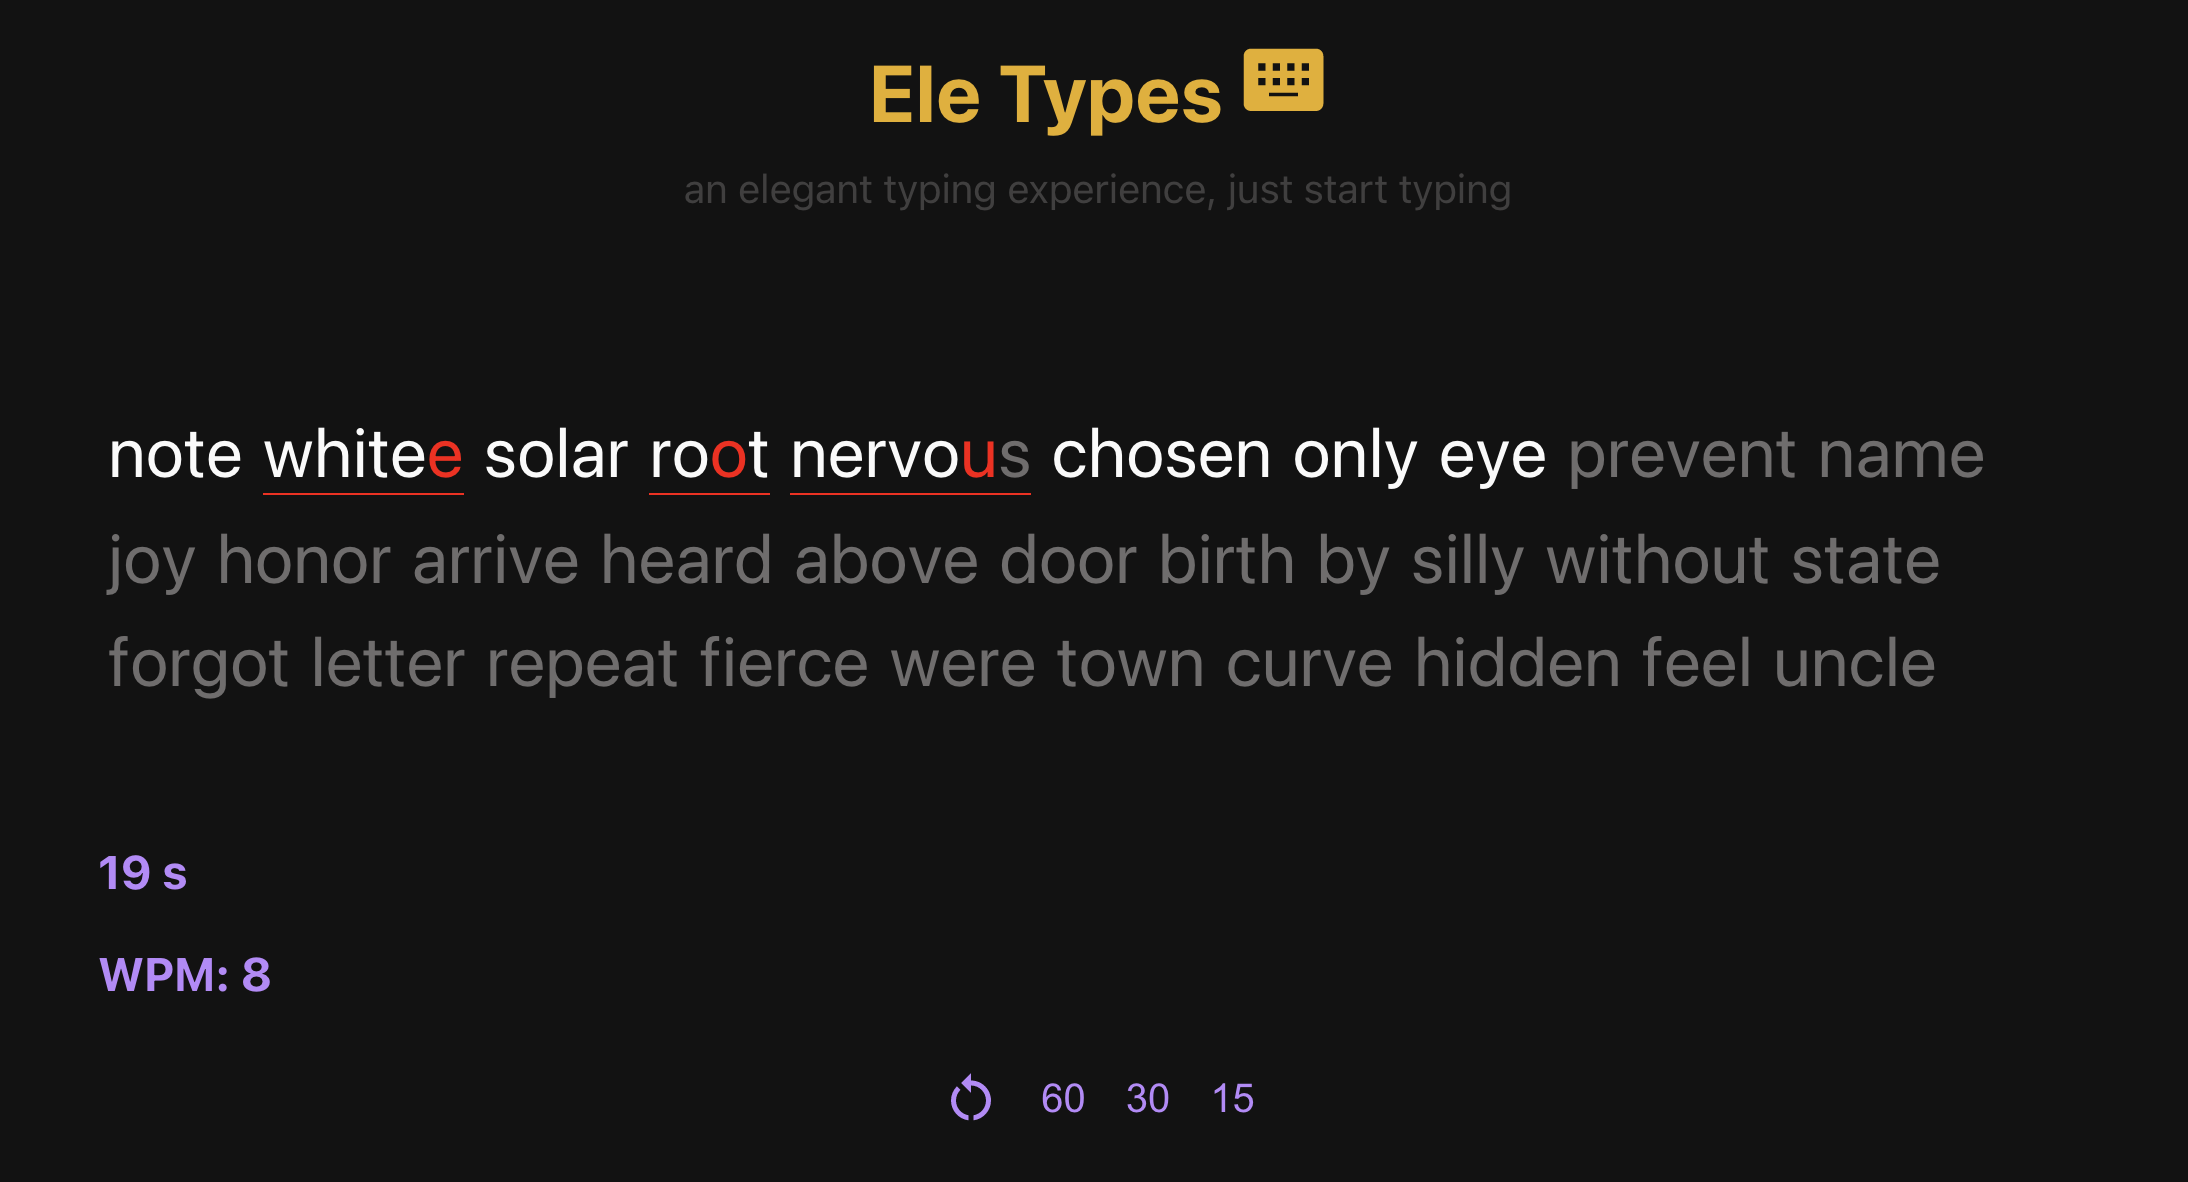 Ele Types
an elegant typing experience, just start typing
note whitee solar root nervous chosen only eye prevent name
joy honor arrive heard above door birth by silly without state
forgot letter repeat fierce were town curve hidden feel uncle
19 s
WPM: 8
60 30 15